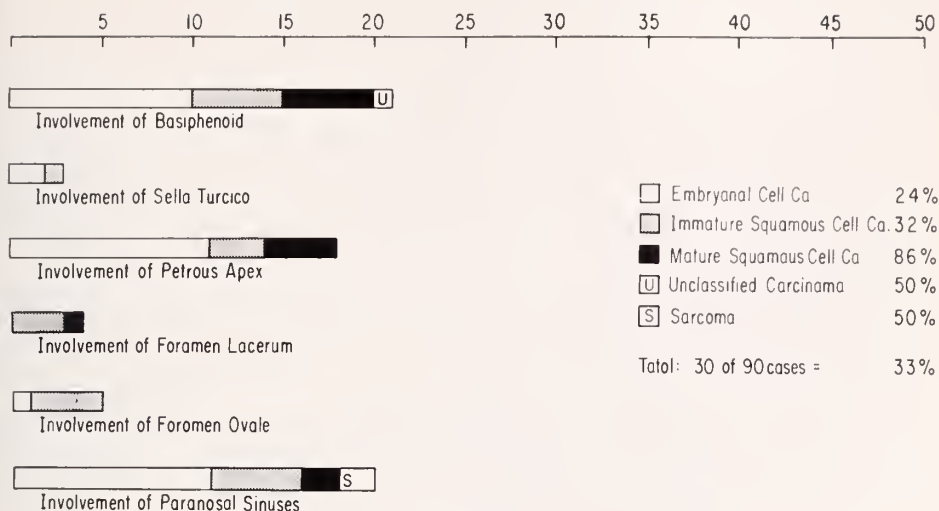 5 10 15 20 25 30 35 40 45 50
U
Involvement of Basiphenoid
Involvement of Sella Turcico
Involvement of Petrous Apex
Involvement of Foramen Lacerum
Involvement of Foromen Ovale
S
Involvement of Paranosal Sinuses
Embryanal Cell Ca 24%
Immature Squamous Cell Ca. 32%
Mature Squamaus Cell Ca 86%
U Unclassified Carcinama 50%
S Sarcoma 50%
Tatol: 30 of 90 cases = 33%